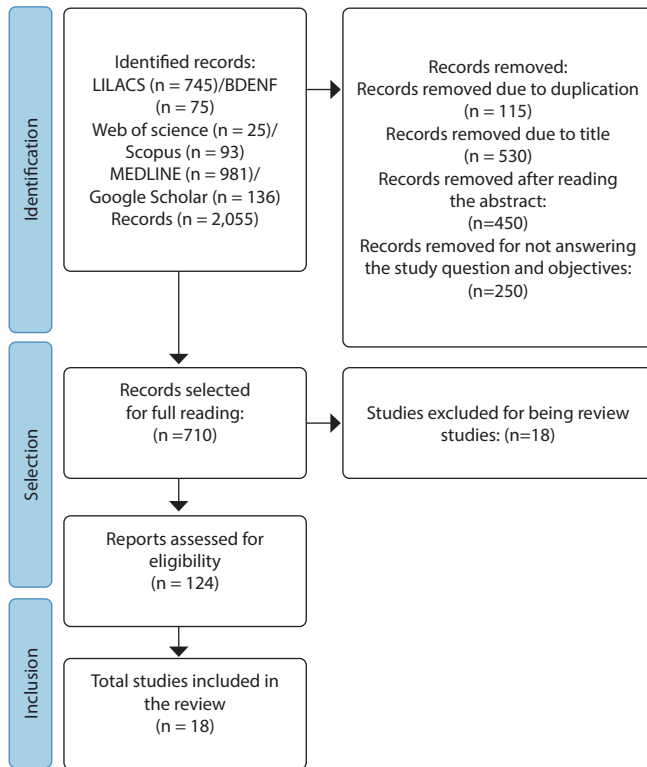 Identification
Identified records:
LILACS (n = 745)/BDENF
(n = 75)
Web of science (n = 25)/
Scopus (n = 93)
MEDLINE (n = 981)/
Google Scholar (n = 136)
Records (n = 2,055)
Records removed:
Records removed due to duplication
(n = 115)
Records removed due to title
(n = 530)
Records removed after reading
the abstract:
(n=450)
Records removed for not answering
the study question and objectives:
(n=250)
Selection
Records selected
for full reading:
(n =710)
Studies excluded for being review
studies: (n=18)
Reports assessed for
eligibility
(n = 124)
Inclusion
Total studies included in
the review
(n = 18)